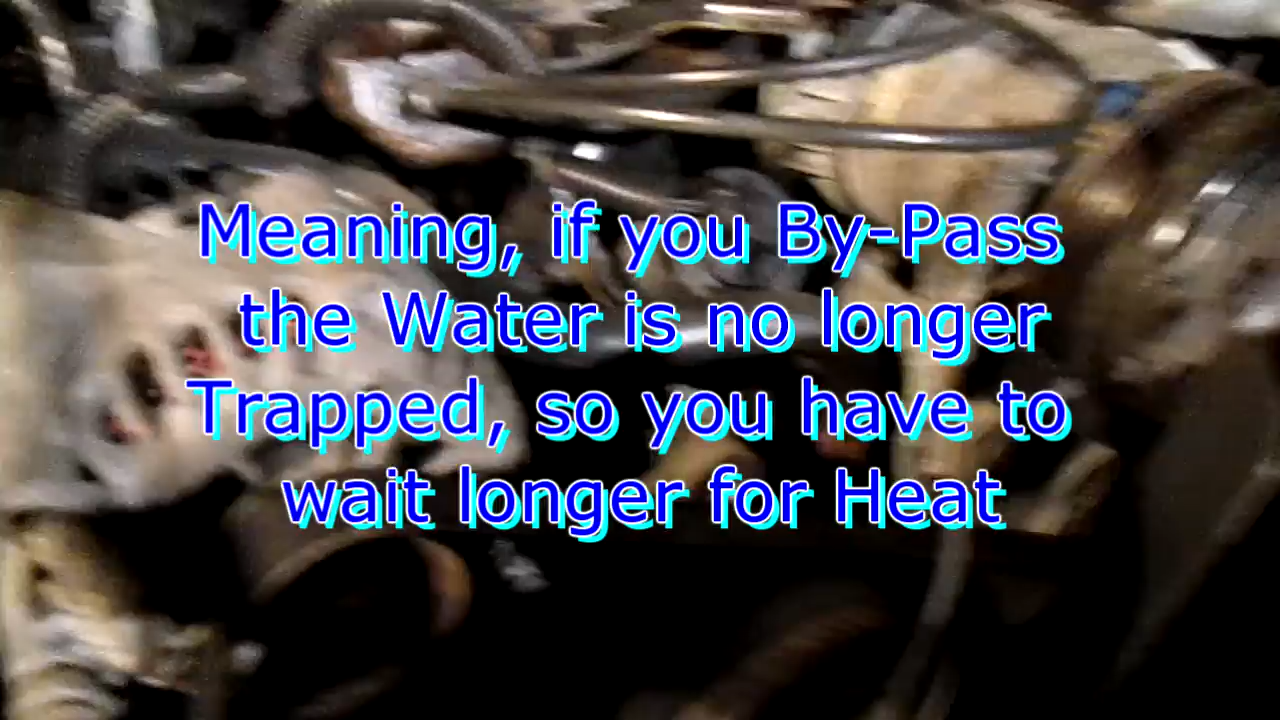 Meaning, if you By-Pass
the Water is no longer
Trapped, so you have to
wait longer for Heat